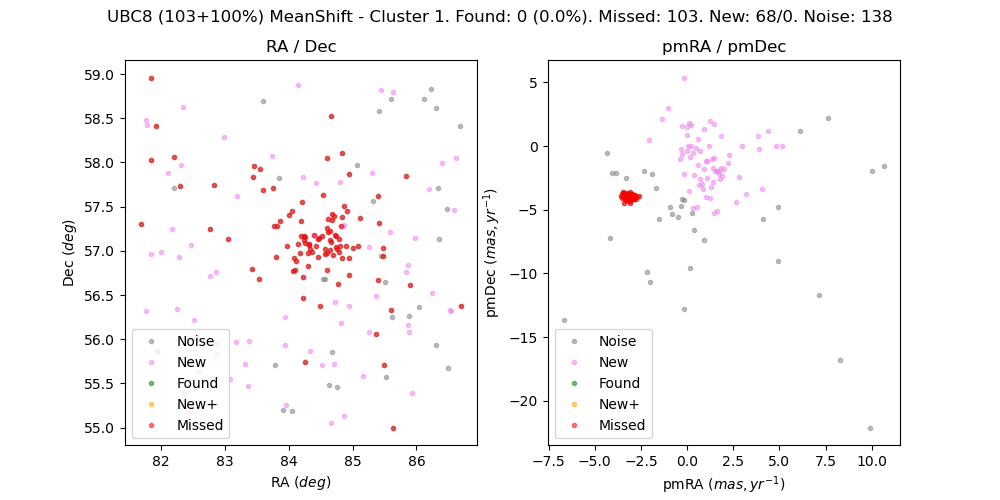 UBC8 (103+100%) MeanShift - Cluster 1. Found: 0 (0.0%). Missed: 103. New: 68/0. Noise: 138
RA / Dec
pmRA / pmDec
59.0
58.5
58.0
57.5
57.0
56.5
56.0
55.5
55.0
Dec (deg)
82 83 84 85 86
RA (deg)
Noise
New
Found
New+
Missed
5
0
−5
−10
−15
−20
pmDec (mas, yr⁻¹)
−7.5 −5.0 −2.5 0.0 2.5 5.0 7.5 10.0
pmRA (mas, yr⁻¹)
Noise
New
Found
New+
Missed